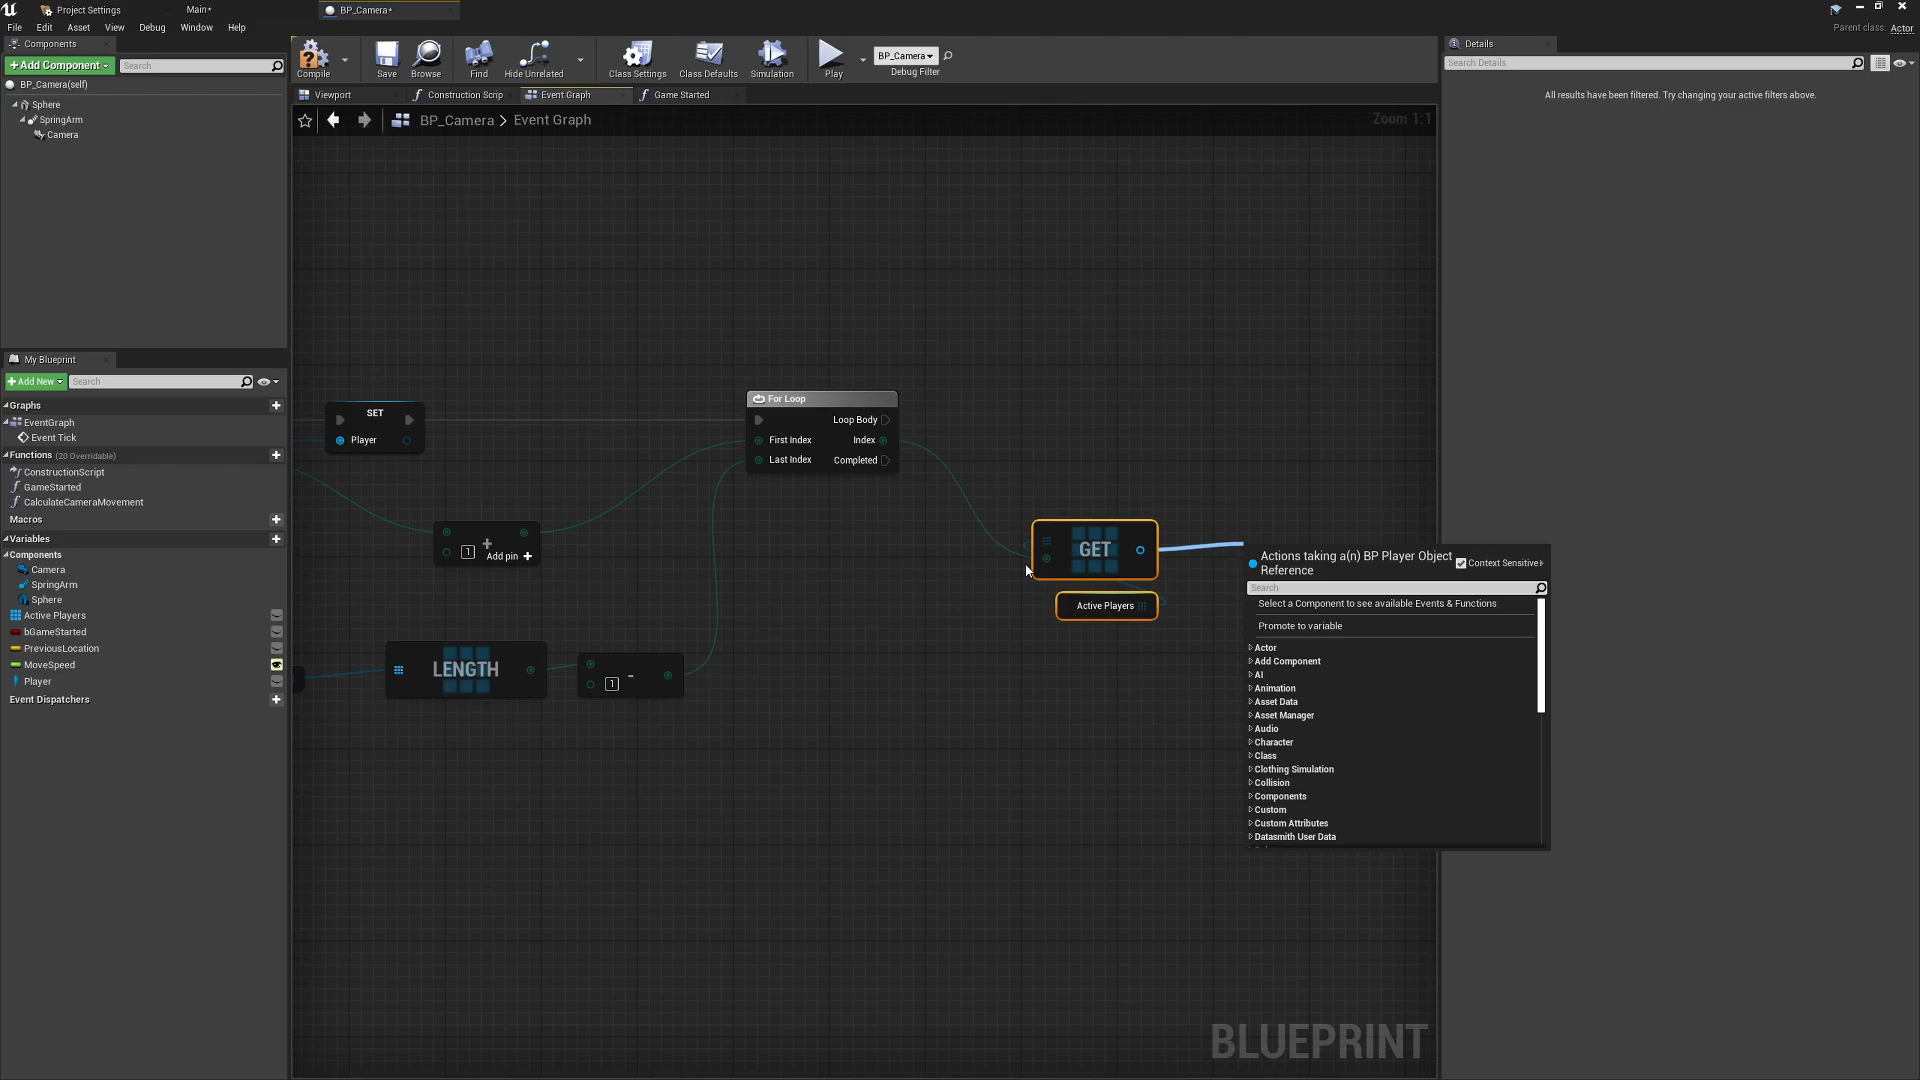 Project Settings
Main*
BP_Camera*
File
Edit
Asset
View
Debug
Window
Help
Parent class: Actor
Components
+Add Component
Search
BP_Camera(self)
Sphere
SpringArm
Camera
My Blueprint
+Add New
Search
Graphs
EventGraph
Event Tick
Functions (20 Overridable)
ConstructionScript
GameStarted
CalculateCameraMovement
Macros
Variables
Components
Camera
SpringArm
Sphere
Active Players
bGameStarted
PreviousLocation
MoveSpeed
Player
Event Dispatchers
Compile
Save
Browse
Find
Hide Unrelated
Class Settings
Class Defaults
Simulation
Play
BP_Camera
Debug Filter
Viewport
Construction Scrip
Event Graph
Game Started
BP_Camera > Event Graph
Zoom 1:1
SET
Player
For Loop
Loop Body
First Index
Index
Last Index
Completed
+
1
Add pin +
LENGTH
-
1
GET
Active Players
Actions taking a(n) BP Player Object
Reference
Context Sensitive
Search
Select a Component to see available Events & Functions
Promote to variable
Actor
Add Component
AI
Animation
Asset Data
Asset Manager
Audio
Character
Class
Clothing Simulation
Collision
Components
Custom
Custom Attributes
Datasmith User Data
BLUEPRINT
Details
Search Details
All results have been filtered. Try changing your active filters above.